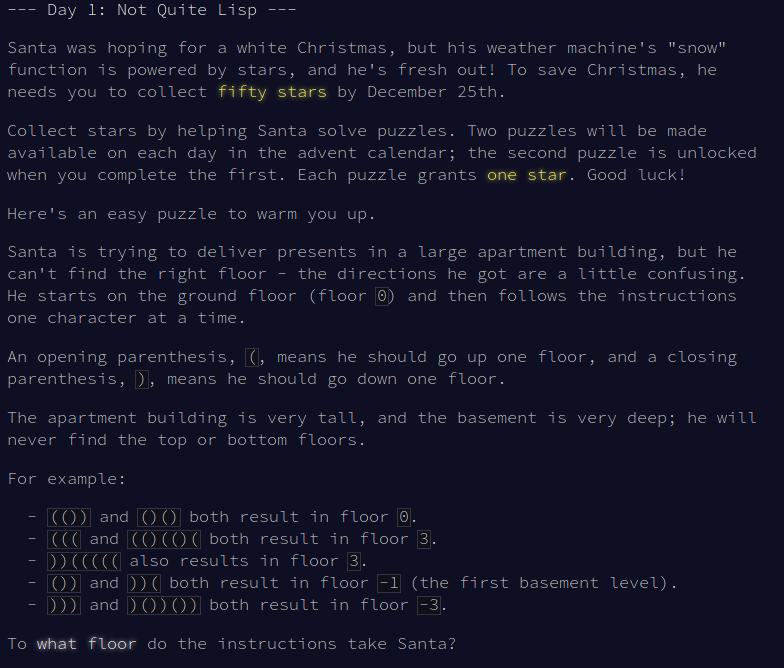 --- Day 1: Not Quite Lisp ---
Santa was hoping for a white Christmas, but his weather machine's "snow"
function is powered by stars, and he's fresh out! To save Christmas, he
needs you to collect fifty stars by December 25th.
Collect stars by helping Santa solve puzzles. Two puzzles will be made
available on each day in the advent calendar; the second puzzle is unlocked
when you complete the first. Each puzzle grants one star. Good luck!
Here's an easy puzzle to warm you up.
Santa is trying to deliver presents in a large apartment building, but he
can't find the right floor - the directions he got are a little confusing.
He starts on the ground floor (floor 0) and then follows the instructions
one character at a time.
An opening parenthesis, (, means he should go up one floor, and a closing
parenthesis, ), means he should go down one floor.
The apartment building is very tall, and the basement is very deep; he will
never find the top or bottom floors.
For example:
- (()) and ()() both result in floor 0.
- ((( and (()(()( both result in floor 3.
- ))((((( also results in floor 3.
- ()) and ))( both result in floor -1 (the first basement level).
- ))) and )())()) both result in floor -3.
To what floor do the instructions take Santa?